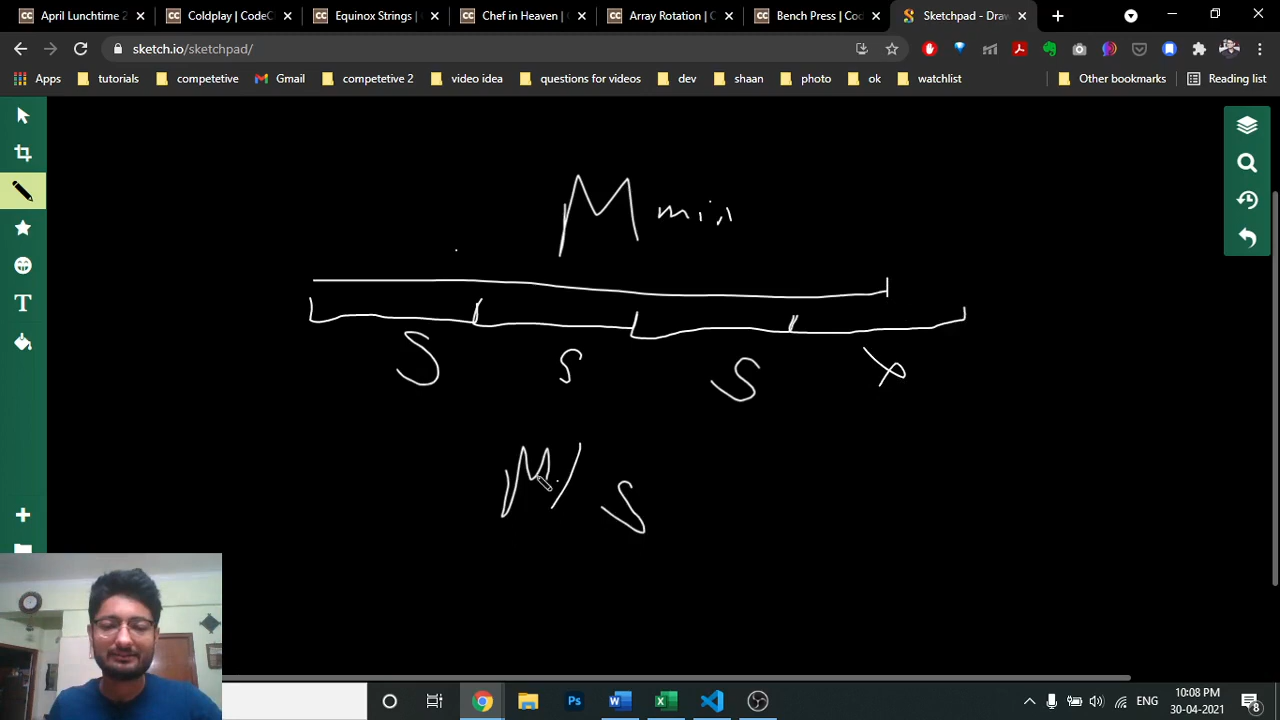 April Lunchtime 2
Coldplay | CodeC
Equinox Strings | C
Chef in Heaven | C
Array Rotation | C
Bench Press | Cod
Sketchpad - Draw
sketch.io/sketchpad/
Apps
tutorials
competetive
Gmail
competetive 2
video idea
questions for videos
dev
shaan
photo
ok
watchlist
Other bookmarks
Reading list
M min
S S S x
M/S
ENG
10:08 PM
30-04-2021
8